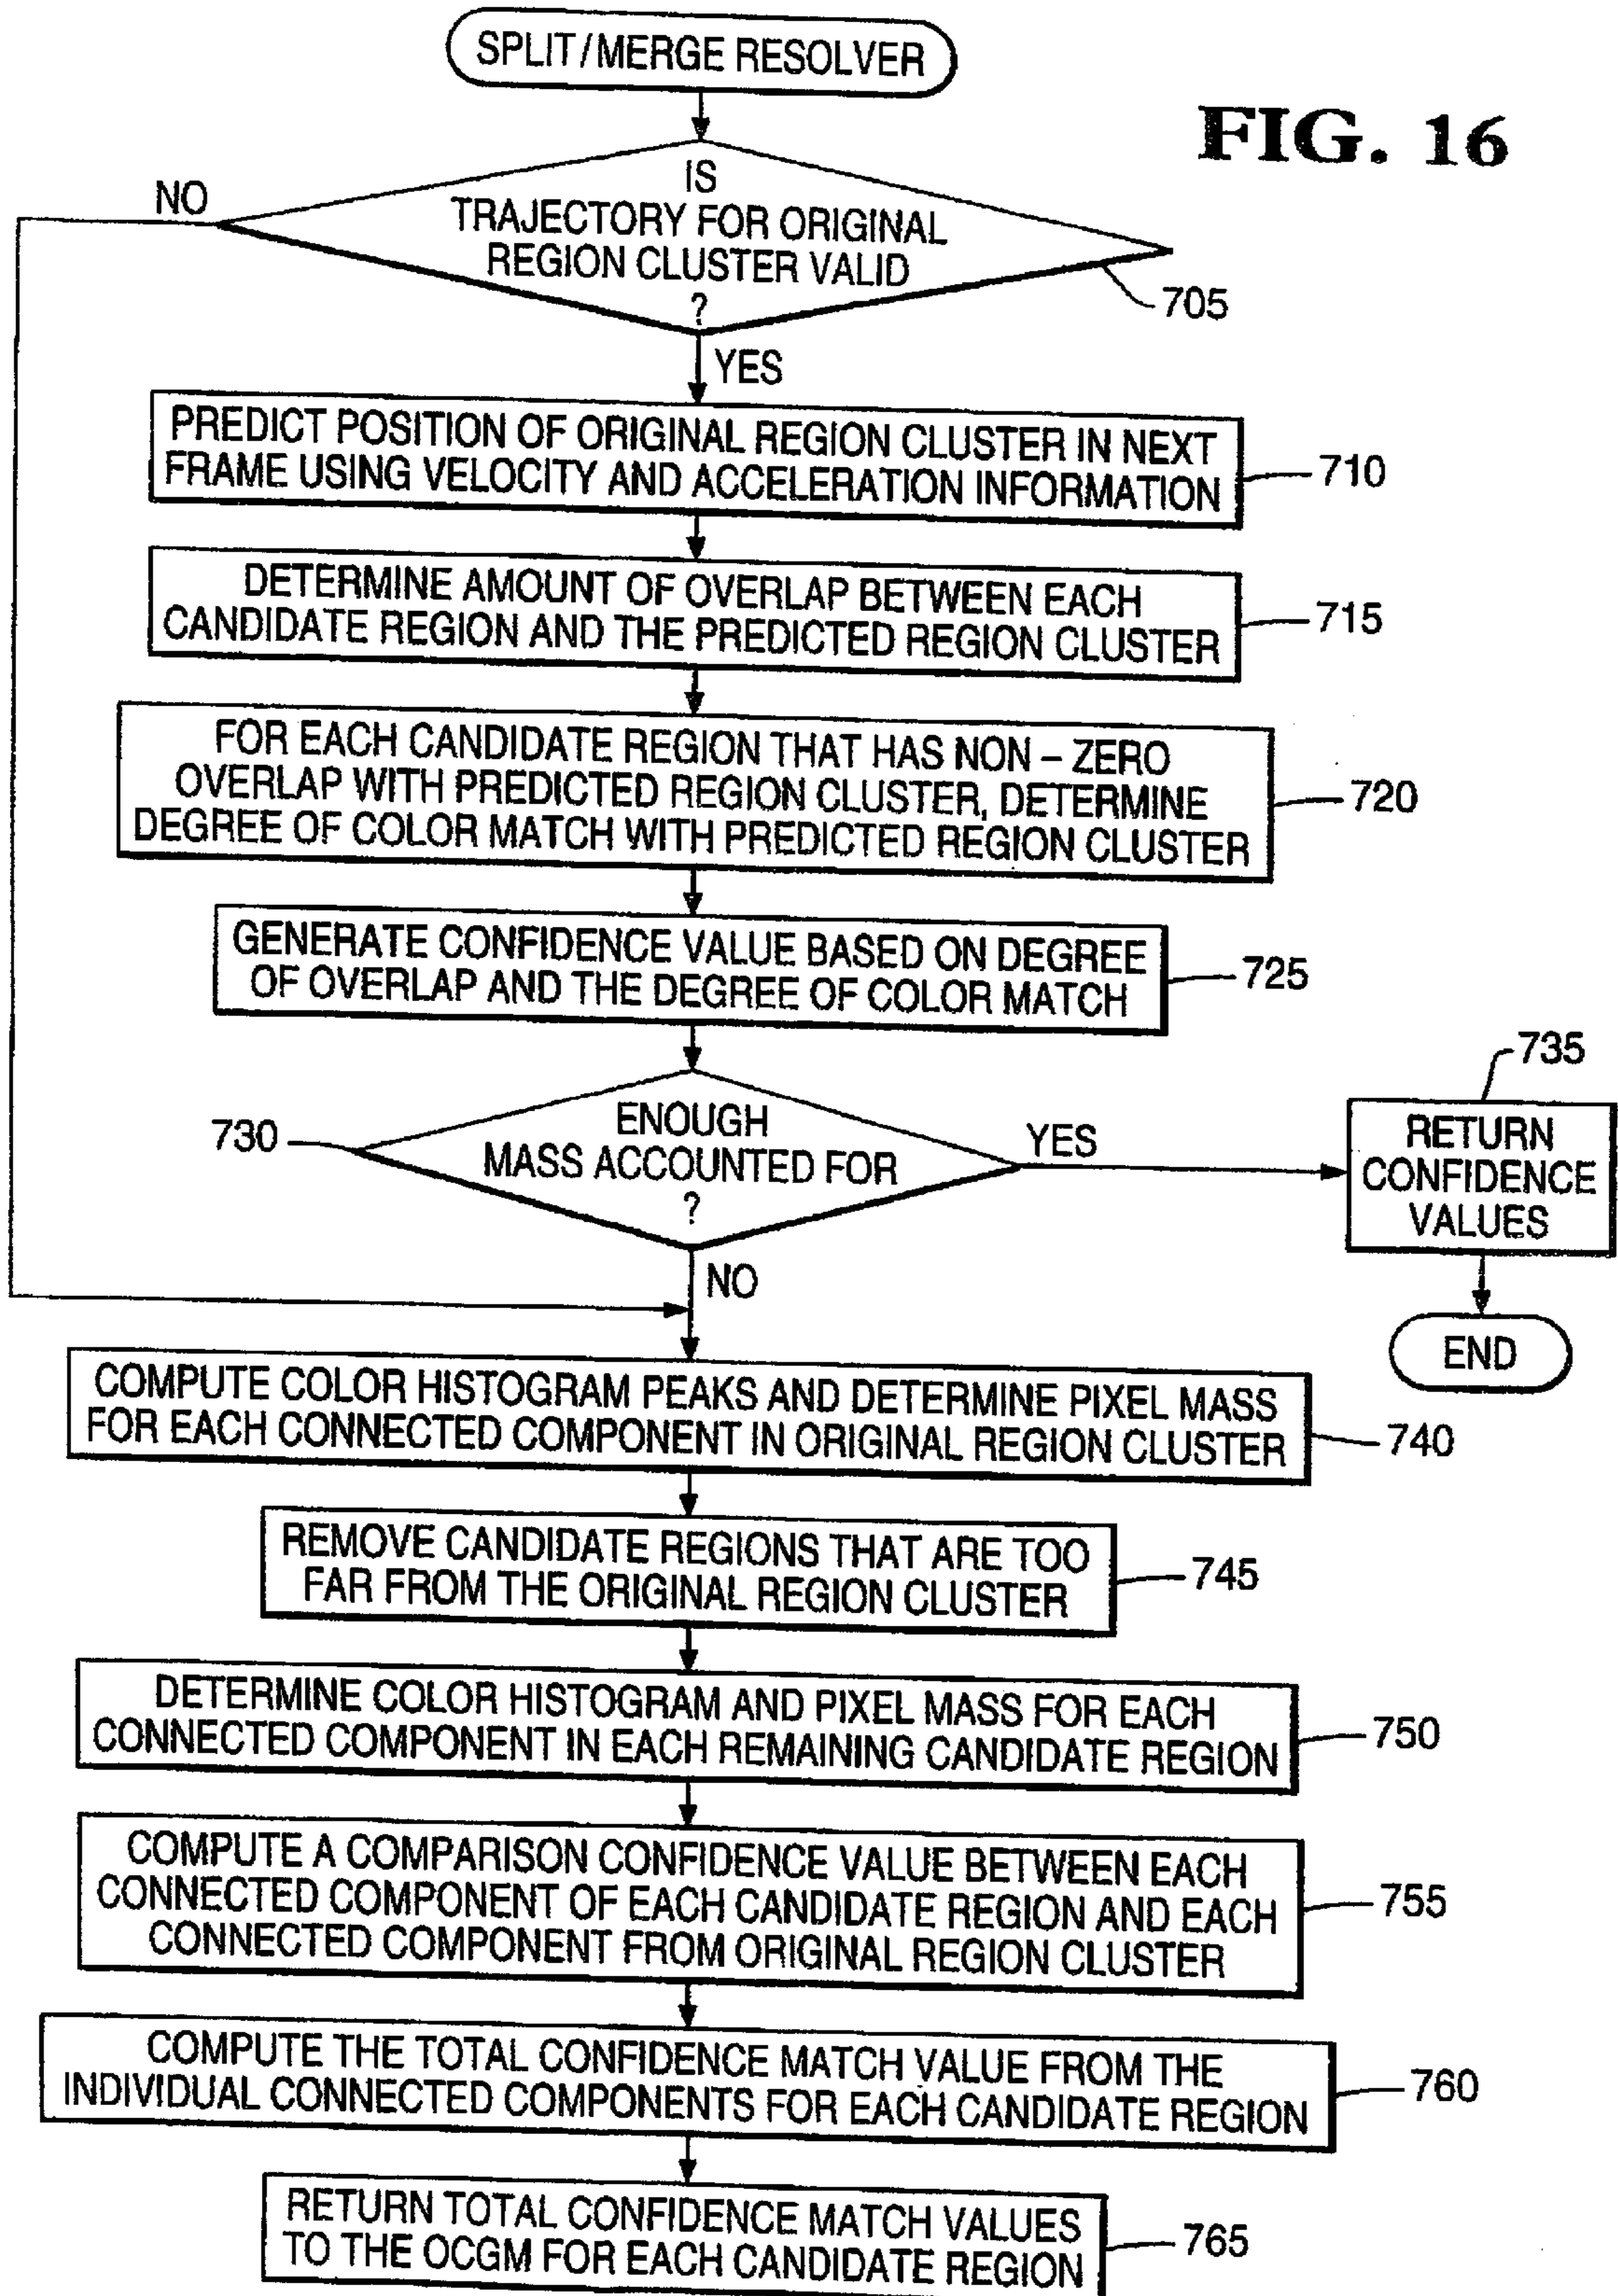 SPLIT/MERGE RESOLVER
FIG. 16
NO
IS
TRAJECTORY FOR ORIGINAL
REGION CLUSTER VALID
?
705
YES
PREDICT POSITION OF ORIGINAL REGION CLUSTER IN NEXT
FRAME USING VELOCITY AND ACCELERATION INFORMATION
710
DETERMINE AMOUNT OF OVERLAP BETWEEN EACH
CANDIDATE REGION AND THE PREDICTED REGION CLUSTER
715
FOR EACH CANDIDATE REGION THAT HAS NON – ZERO
OVERLAP WITH PREDICTED REGION CLUSTER, DETERMINE
DEGREE OF COLOR MATCH WITH PREDICTED REGION CLUSTER
720
GENERATE CONFIDENCE VALUE BASED ON DEGREE
OF OVERLAP AND THE DEGREE OF COLOR MATCH
725
730
ENOUGH
MASS ACCOUNTED FOR
?
YES
735
RETURN
CONFIDENCE
VALUES
END
NO
COMPUTE COLOR HISTOGRAM PEAKS AND DETERMINE PIXEL MASS
FOR EACH CONNECTED COMPONENT IN ORIGINAL REGION CLUSTER
740
REMOVE CANDIDATE REGIONS THAT ARE TOO
FAR FROM THE ORIGINAL REGION CLUSTER
745
DETERMINE COLOR HISTOGRAM AND PIXEL MASS FOR EACH
CONNECTED COMPONENT IN EACH REMAINING CANDIDATE REGION
750
COMPUTE A COMPARISON CONFIDENCE VALUE BETWEEN EACH
CONNECTED COMPONENT OF EACH CANDIDATE REGION AND EACH
CONNECTED COMPONENT FROM ORIGINAL REGION CLUSTER
755
COMPUTE THE TOTAL CONFIDENCE MATCH VALUE FROM THE
INDIVIDUAL CONNECTED COMPONENTS FOR EACH CANDIDATE REGION
760
RETURN TOTAL CONFIDENCE MATCH VALUES
TO THE OCGM FOR EACH CANDIDATE REGION
765